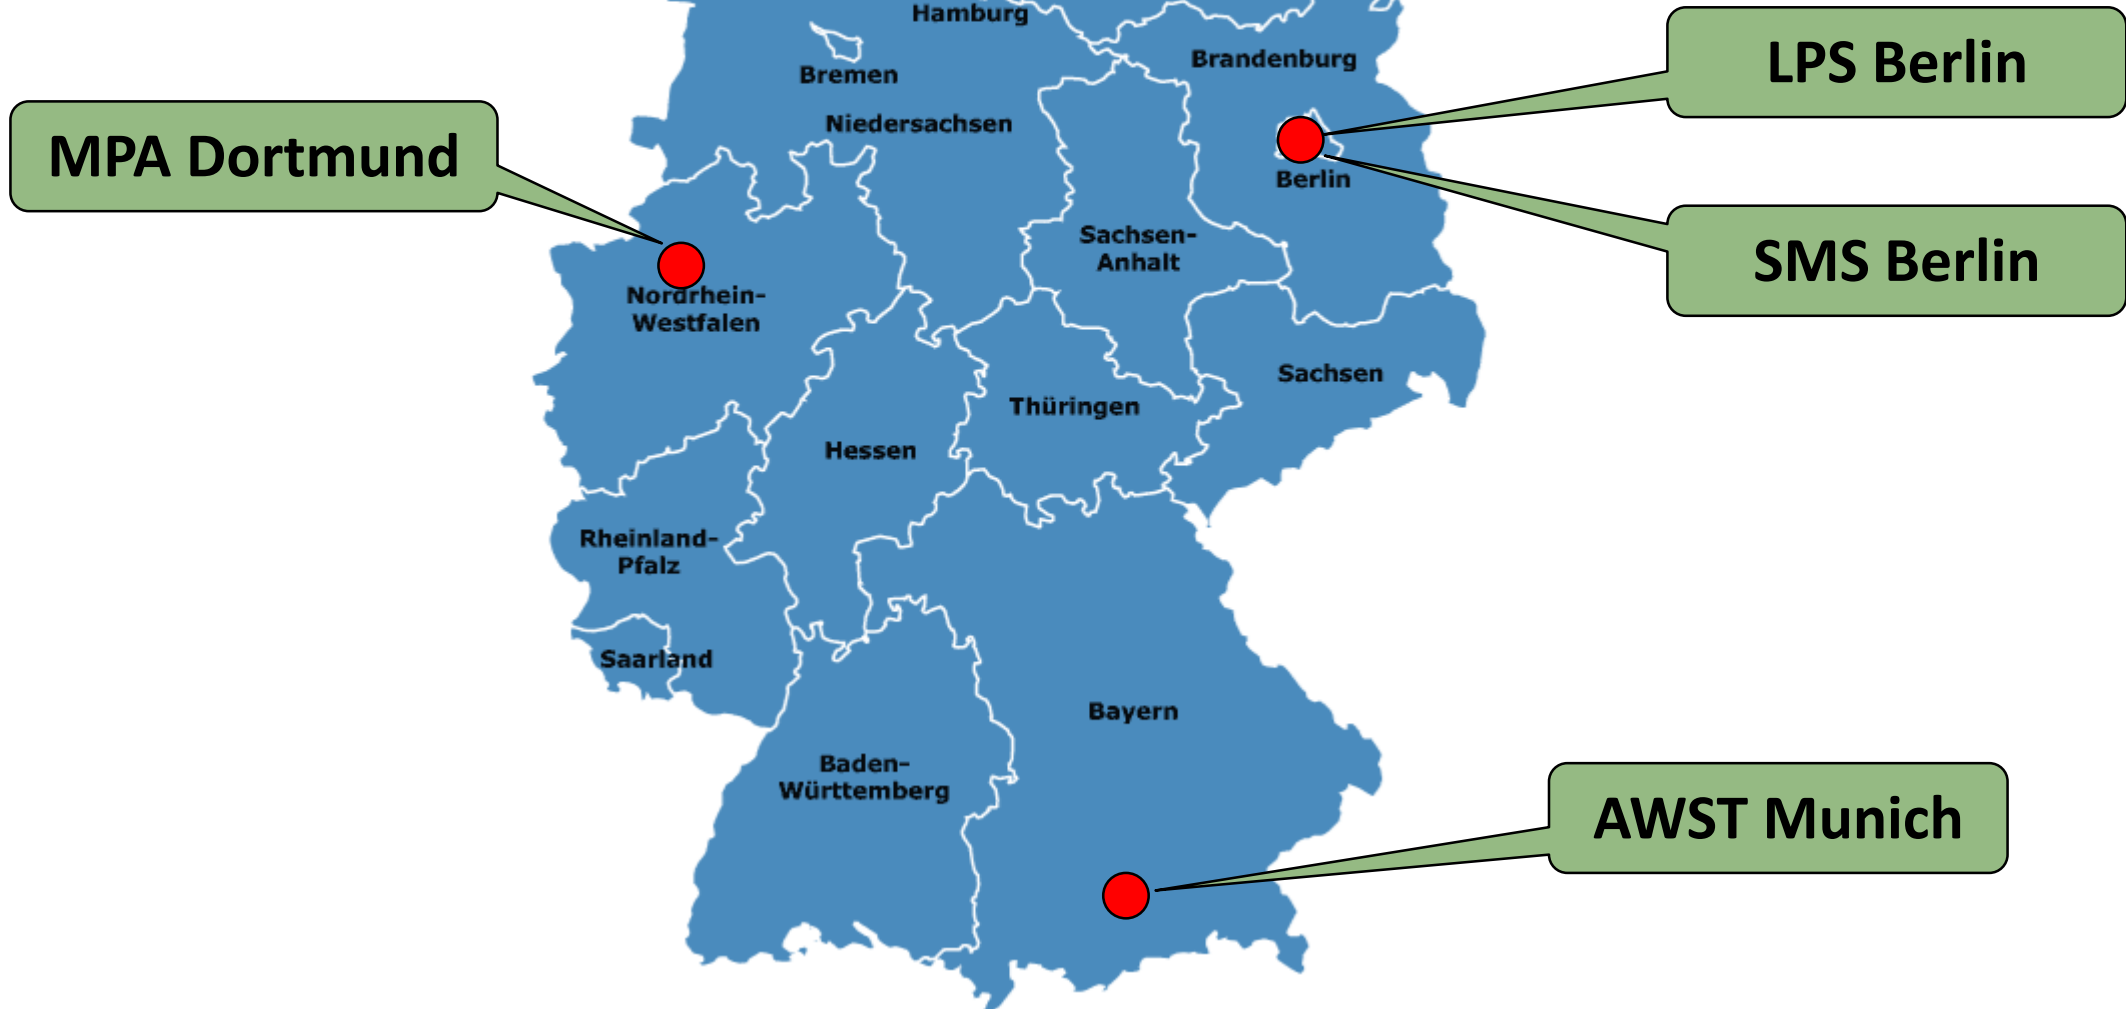 Hamburg
Bremen
Niedersachsen
Brandenburg
Berlin
LPS Berlin
MPA Dortmund
SMS Berlin
Sachsen-
Anhalt
Nordrhein-
Westfalen
Sachsen
Thüringen
Hessen
Rheinland-
Pfalz
Saarland
Bayern
Baden-
Württemberg
AWST Munich